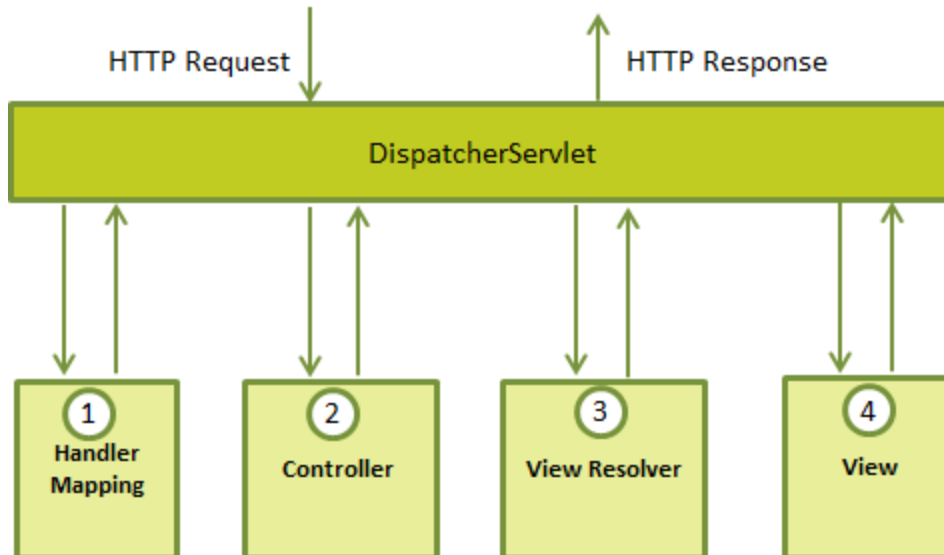 HTTP Request
HTTP Response
DispatcherServlet
1
Handler
Mapping
2
Controller
3
View Resolver
4
View